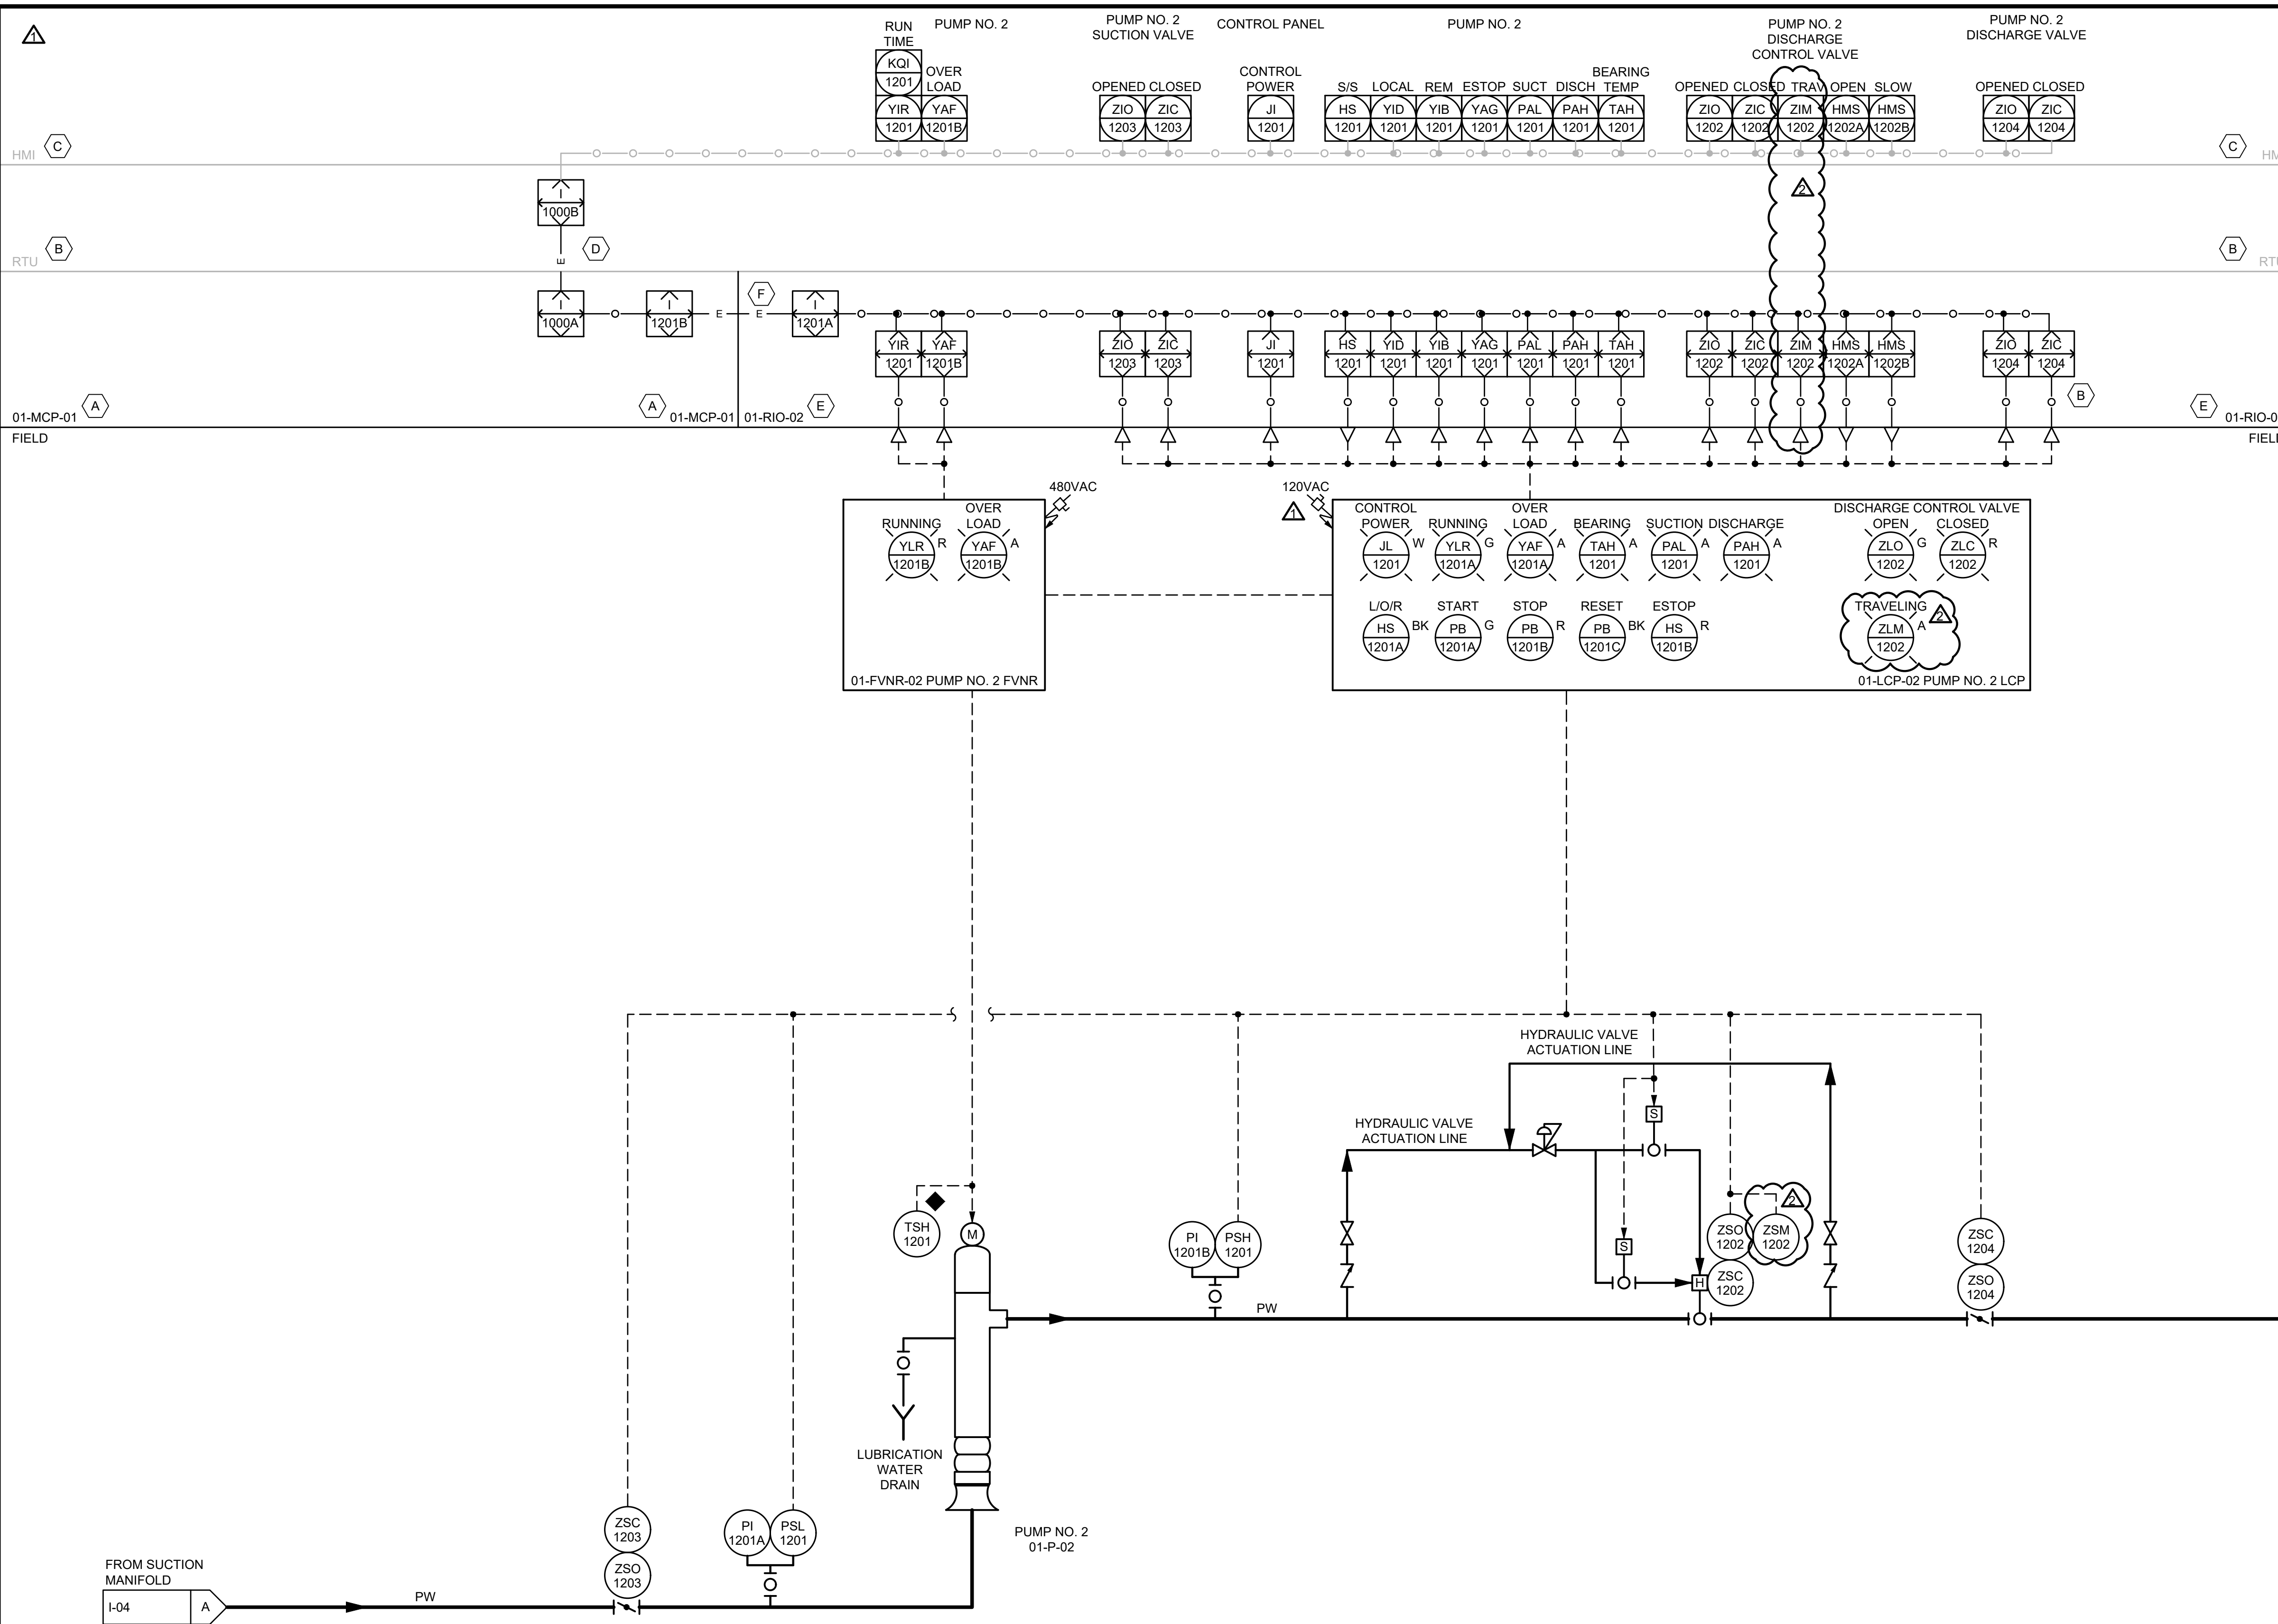 1
RUN
TIME
PUMP NO. 2
PUMP NO. 2
SUCTION VALVE
CONTROL PANEL
PUMP NO. 2
PUMP NO. 2
DISCHARGE
CONTROL VALVE
PUMP NO. 2
DISCHARGE VALVE
KQI
1201
OVER
LOAD
OPENED CLOSED
CONTROL
POWER
S/S LOCAL REM ESTOP SUCT DISCH
BEARING
TEMP
OPENED CLOSED TRAV OPEN SLOW
OPENED CLOSED
YIR YAF ZIO ZIC JI HS YID YIB YAG PAL PAH TAH ZIO ZIC ZIM HMS HMS ZIO ZIC
1201 1201B 1203 1203 1201 1201 1201 1201 1201 1201 1201 1201 1202 1202 1202 1202A 1202B 1204 1204
HMI C
C
I
1000B
2
RTU B
E
D
B
F
I
1000A
I
1201B
E E
I
1201A
YIR YAF ZIO ZIC JI HS YID YIB YAG PAL PAH TAH ZIO ZIC ZIM HMS HMS ZIO ZIC
1201 1201B 1203 1203 1201 1201 1201 1201 1201 1201 1201 1201 1202 1202 1202 1202A 1202B 1204 1204
B
01-MCP-01 A
A 01-MCP-01
01-RIO-02 E
E 01-RIO-0
FIELD
480VAC
120VAC
1
RUNNING
OVER
LOAD
YLR
1201B
R
YAF
1201B
A
01-FVNR-02 PUMP NO. 2 FVNR
CONTROL
POWER
RUNNING
OVER
LOAD
BEARING
SUCTION
DISCHARGE
DISCHARGE CONTROL VALVE
OPEN CLOSED
JL
1201
W
YLR
1201A
G
YAF
1201A
A
TAH
1201
A
PAL
1201
A
PAH
1201
A
ZLO
1202
G
ZLC
1202
R
L/O/R
START
STOP
RESET
ESTOP
TRAVELING
2
HS
1201A
BK
PB
1201A
G
PB
1201B
R
PB
1201C
BK
HS
1201B
R
ZLM
1202
A
01-LCP-02 PUMP NO. 2 LCP
HYDRAULIC VALVE
ACTUATION LINE
HYDRAULIC VALVE
ACTUATION LINE
S
S
H
TSH
1201
M
PI
1201B
PSH
1201
ZSO
1202
ZSM
1202
2
ZSC
1202
ZSC
1204
ZSO
1204
PW
LUBRICATION
WATER
DRAIN
ZSC
1203
ZSO
1203
PI
1201A
PSL
1201
PUMP NO. 2
01-P-02
FROM SUCTION
MANIFOLD
I-04 A
PW